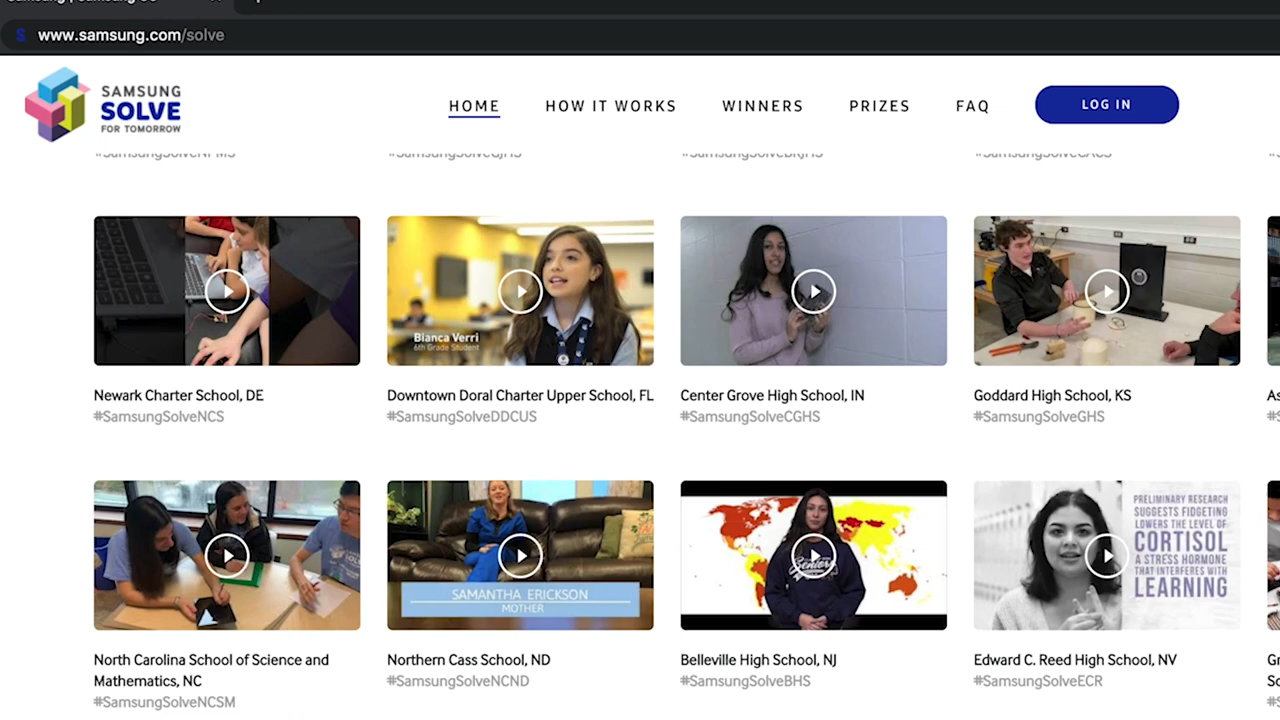 www.samsung.com/solve
SAMSUNG
SOLVE
FOR TOMORROW
HOME HOW IT WORKS WINNERS PRIZES FAQ LOG IN
Bianca Verri
6th Grade Student
Newark Charter School, DE
#SamsungSolveNCS
Downtown Doral Charter Upper School, FL
#SamsungSolveDDCUS
Center Grove High School, IN
#SamsungSolveCGHS
Goddard High School, KS
#SamsungSolveGHS
SAMANTHA ERICKSON
MOTHER
Seniors
PRELIMINARY RESEARCH
SUGGESTS FIDGETING
LOWERS THE LEVEL OF
CORTISOL
A STRESS HORMONE
THAT INTERFERES WITH
LEARNING
North Carolina School of Science and
Mathematics, NC
#SamsungSolveNCSM
Northern Cass School, ND
#SamsungSolveNCND
Belleville High School, NJ
#SamsungSolveBHS
Edward C. Reed High School, NV
#SamsungSolveECR